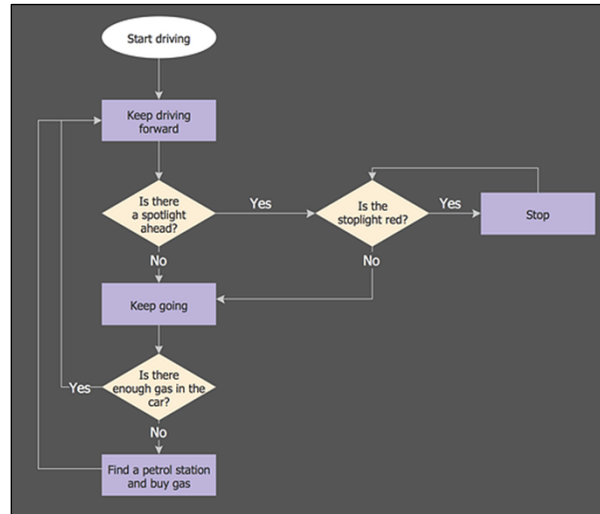 Start driving
Keep driving
forward
Is there
a spotlight
ahead?
Yes
Is the
stoplight red?
Yes
Stop
No
No
Keep going
Is there
enough gas in the
car?
Yes
No
Find a petrol station
and buy gas